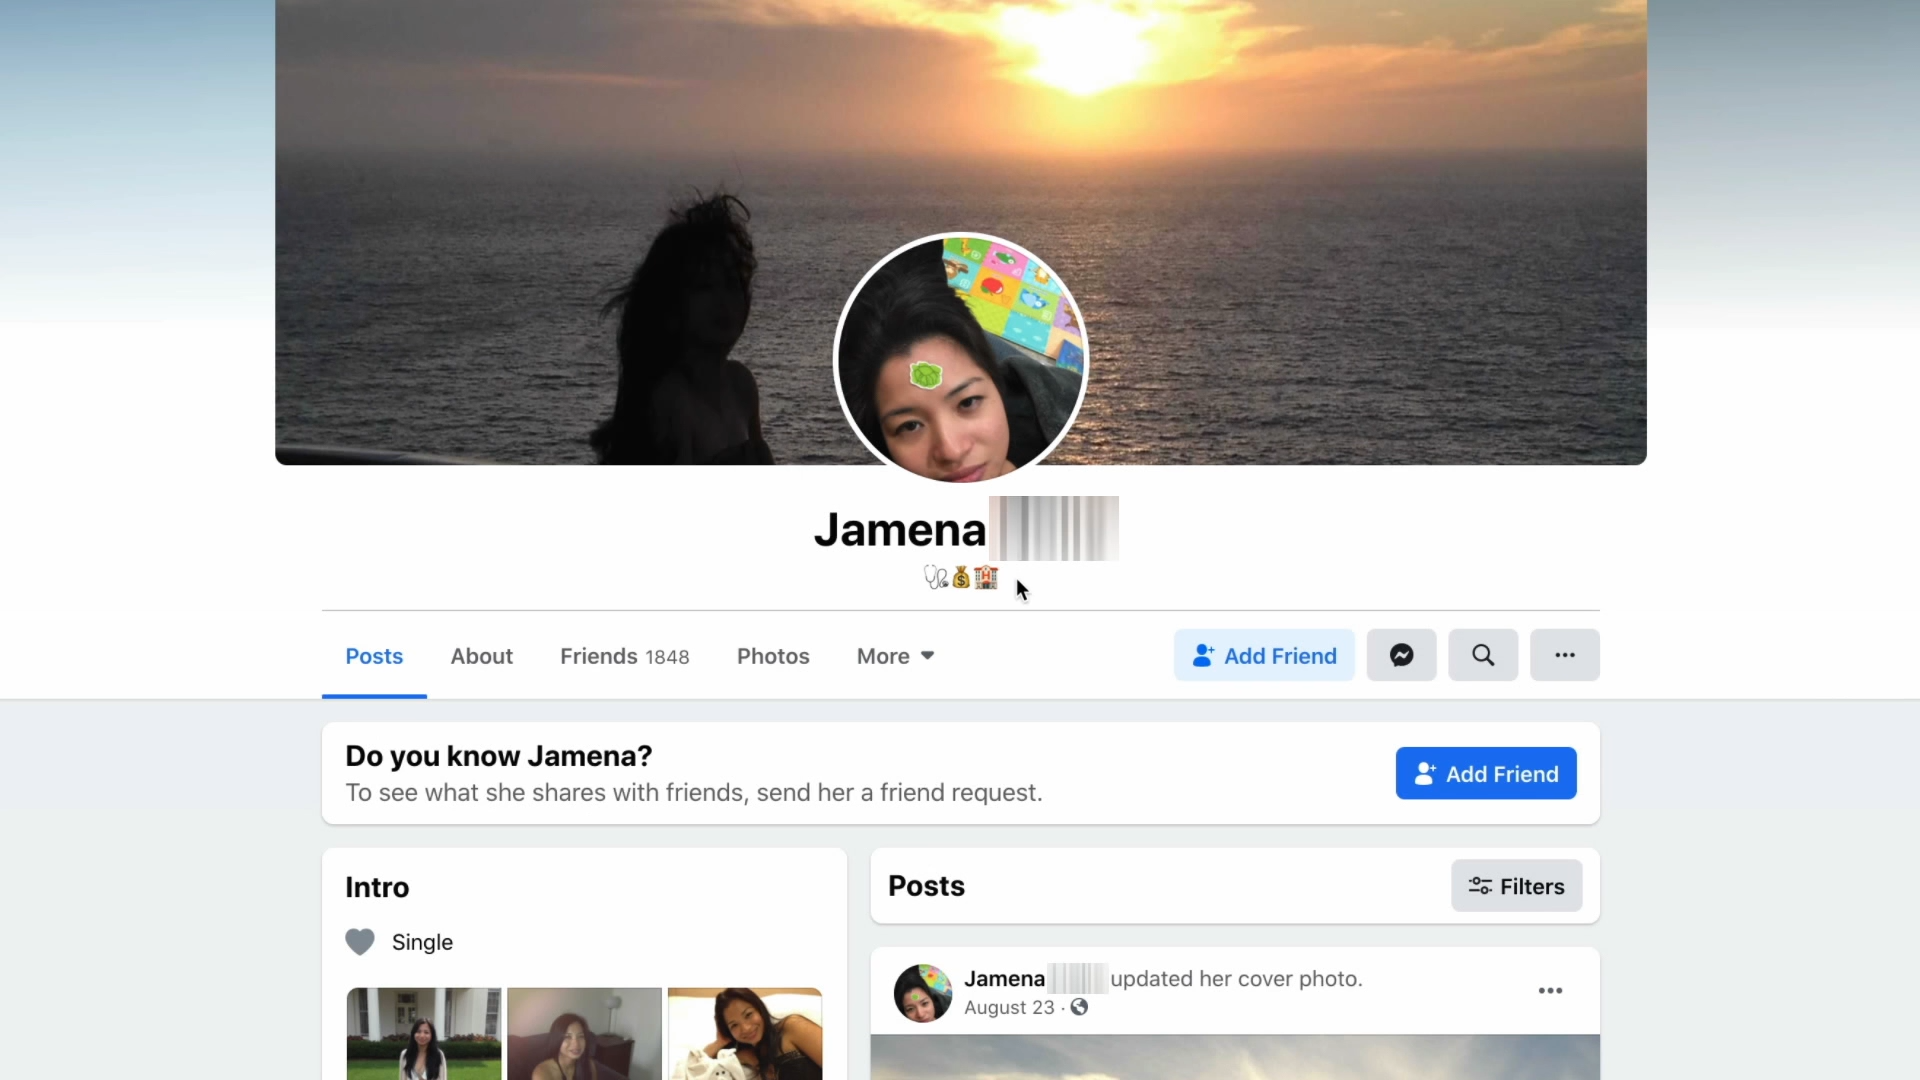 Jamena
Posts
About
Friends 1848
Photos
More
Add Friend
Do you know Jamena?
To see what she shares with friends, send her a friend request.
Add Friend
Intro
Single
Posts
Filters
Jamena updated her cover photo.
August 23 ·